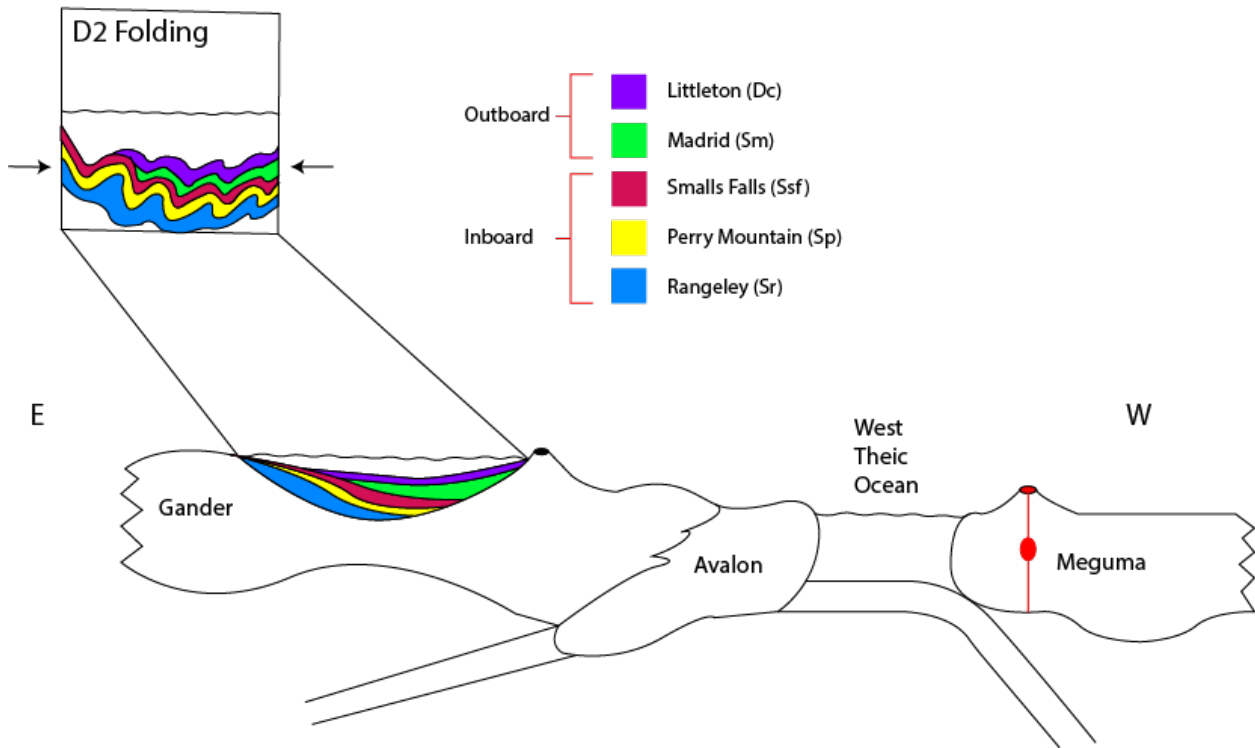 D2 Folding
Outboard
Littleton (Dc)
Madrid (Sm)
Inboard
Smalls Falls (Ssf)
Perry Mountain (Sp)
Rangeley (Sr)
E
W
West
Theic
Ocean
Gander
Avalon
Meguma